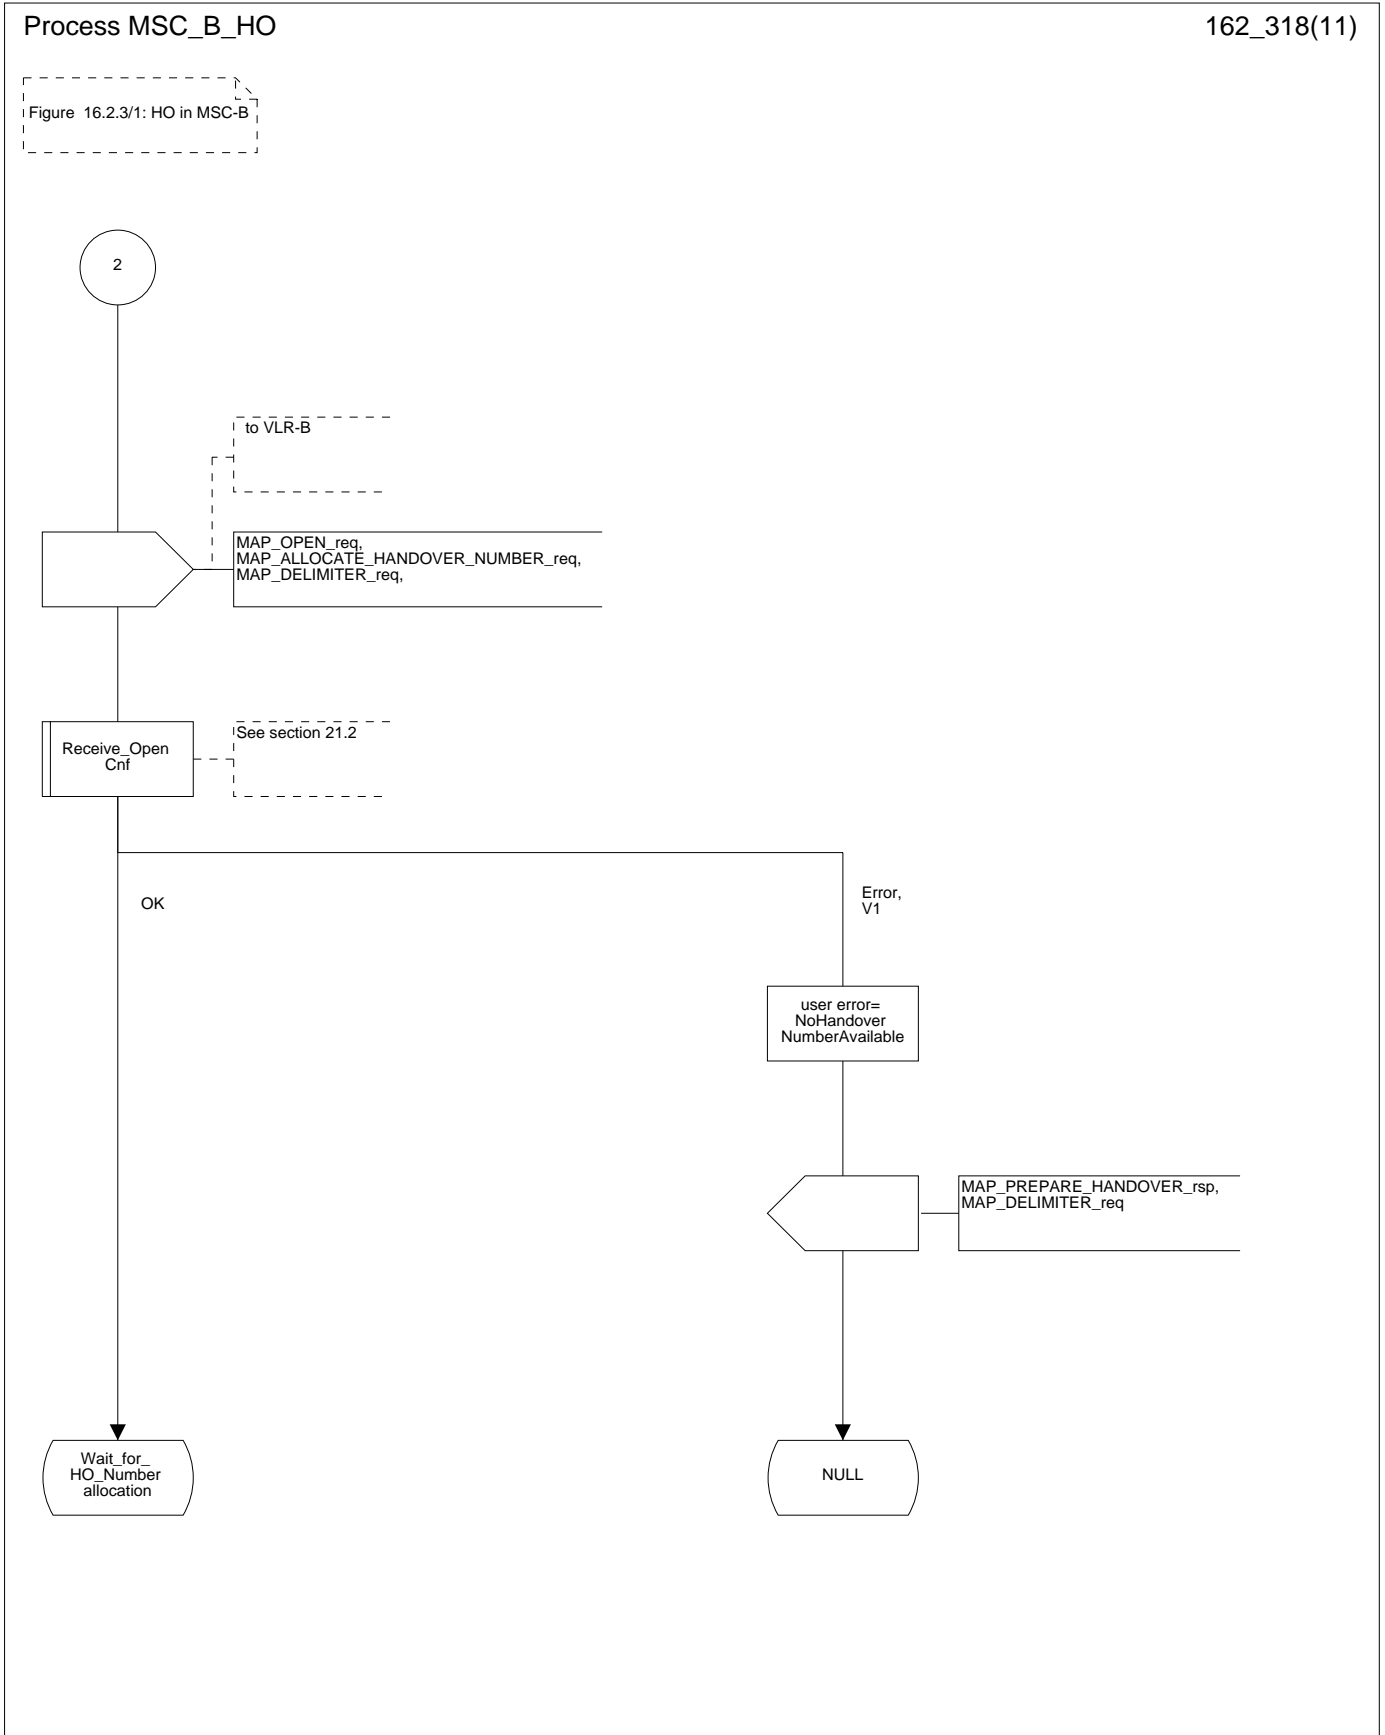 Process MSC_B_HO
162_318(11)
Figure  16.2.3/1: HO in MSC-B
2
to VLR-B
MAP_OPEN_req,
MAP_ALLOCATE_HANDOVER_NUMBER_req,
MAP_DELIMITER_req,
Receive_Open
Cnf
See section 21.2
OK
Error,
V1
user error=
NoHandover
NumberAvailable
MAP_PREPARE_HANDOVER_rsp,
MAP_DELIMITER_req
Wait_for_
HO_Number
allocation
NULL